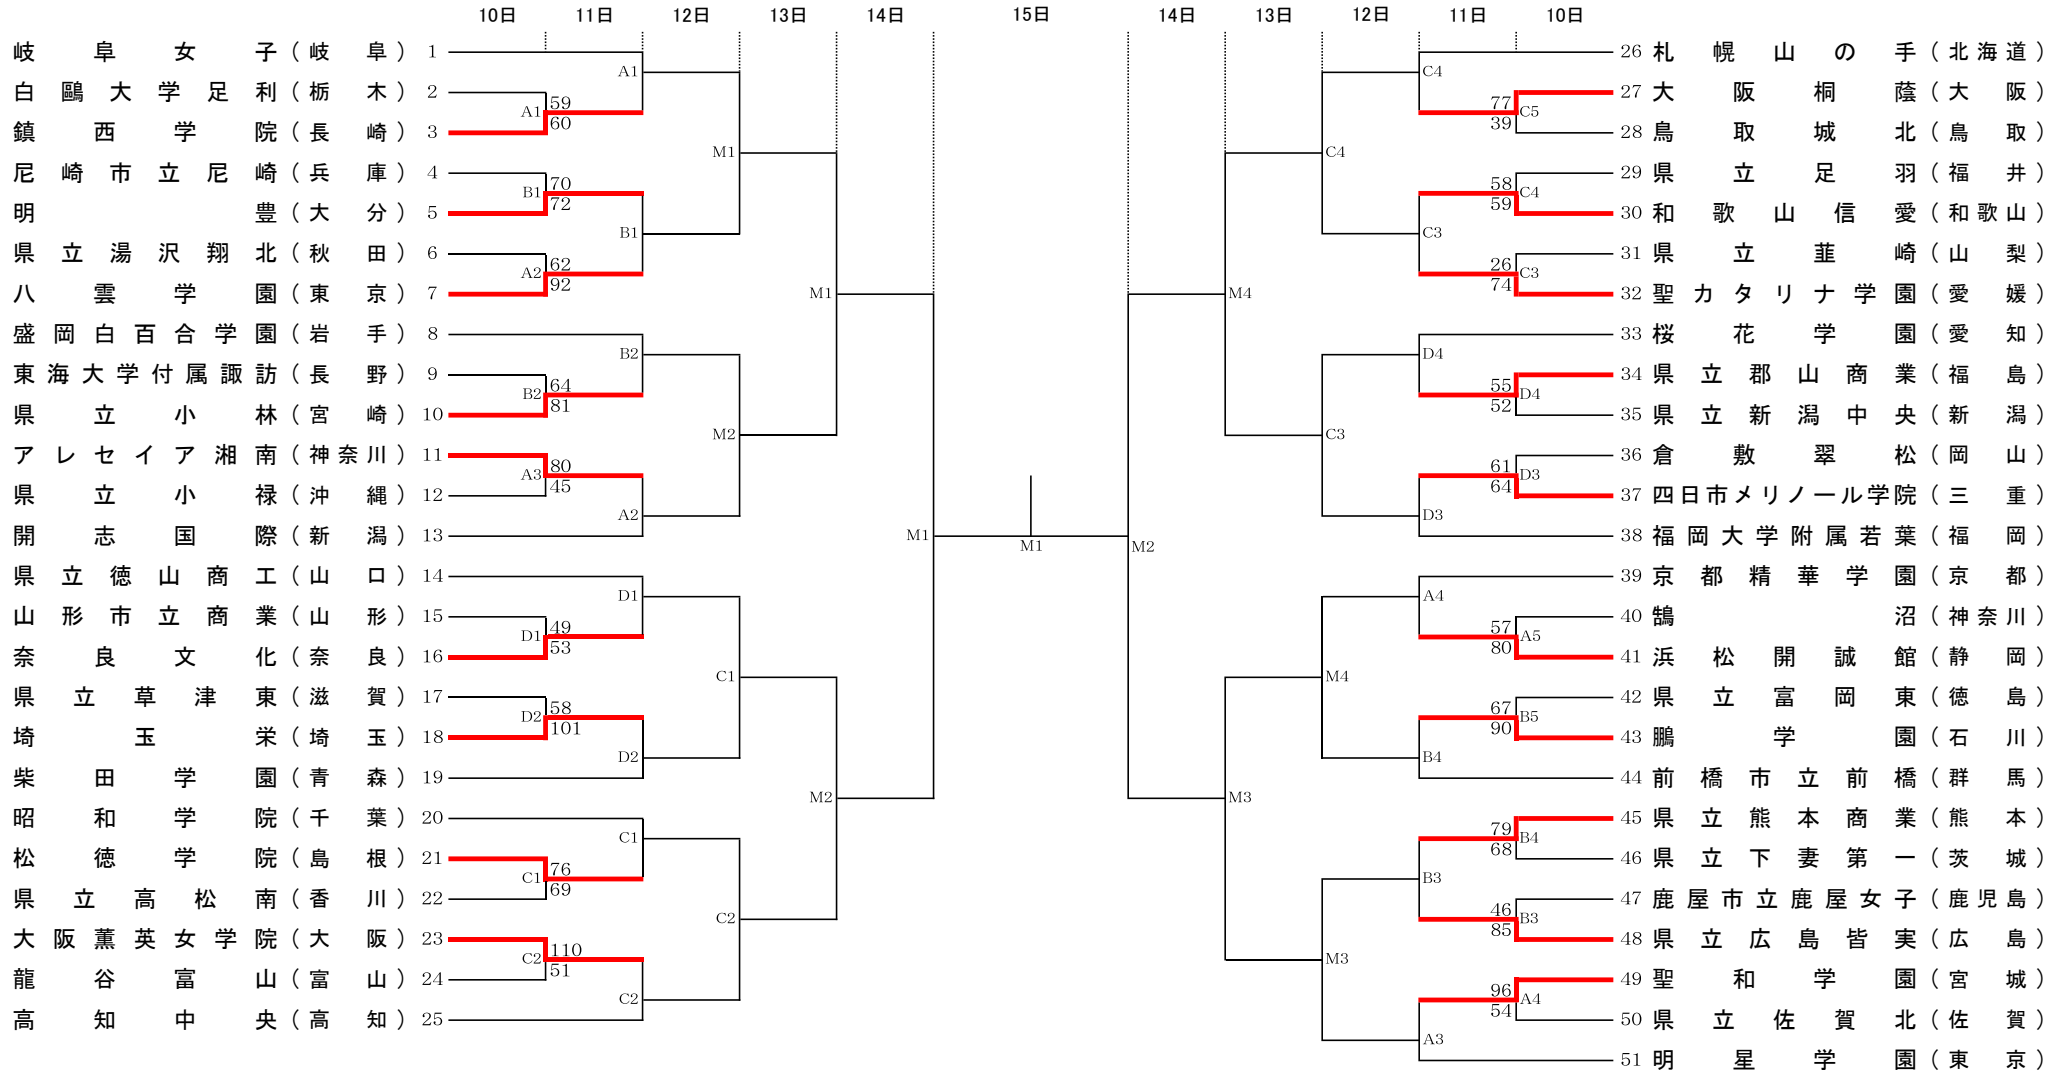 10日 11日 12日 13日 14日 15日 14日 13日 12日 11日 10日
岐阜女子（岐阜） 1
A1
白鷗大学足利（栃木） 2
A1 59
60
鎮西学院（長崎） 3
M1
尼崎市立尼崎（兵庫） 4
B1 70
72
明豊（大分） 5
B1
県立湯沢翔北（秋田） 6
A2 62
92
八雲学園（東京） 7
M1
盛岡白百合学園（岩手） 8
B2
東海大学付属諏訪（長野） 9
B2 64
81
県立小林（宮崎） 10
M2
アレセイア湘南（神奈川） 11
A3 80
45
県立小禄（沖縄） 12
A2
開志国際（新潟） 13
M1
県立徳山商工（山口） 14
D1
山形市立商業（山形） 15
D1 49
53
奈良文化（奈良） 16
C1
県立草津東（滋賀） 17
D2 58
101
埼玉栄（埼玉） 18
D2
柴田学園（青森） 19
M2
昭和学院（千葉） 20
C1
松徳学院（島根） 21
C1 76
69
県立高松南（香川） 22
C2
大阪薫英女学院（大阪） 23
C2 110
51
龍谷富山（富山） 24
C2
高知中央（高知） 25
M1
26 札幌山の手（北海道）
C4
27 大阪桐蔭（大阪）
77 C5
39
28 鳥取城北（鳥取）
C4
29 県立足羽（福井）
58 C4
59
30 和歌山信愛（和歌山）
C3
31 県立韮崎（山梨）
26 C3
74
32 聖カタリナ学園（愛媛）
M4
33 桜花学園（愛知）
D4
34 県立郡山商業（福島）
55 D4
52
35 県立新潟中央（新潟）
C3
36 倉敷翠松（岡山）
61 D3
64
37 四日市メリノール学院（三重）
D3
38 福岡大学附属若葉（福岡）
M2
39 京都精華学園（京都）
A4
40 鵠沼（神奈川）
57 A5
80
41 浜松開誠館（静岡）
M4
42 県立富岡東（徳島）
67 B5
90
43 鵬学園（石川）
B4
44 前橋市立前橋（群馬）
M3
45 県立熊本商業（熊本）
79 B4
68
46 県立下妻第一（茨城）
B3
47 鹿屋市立鹿屋女子（鹿児島）
46 B3
85
48 県立広島皆実（広島）
M3
49 聖和学園（宮城）
96 A4
54
50 県立佐賀北（佐賀）
A3
51 明星学園（東京）